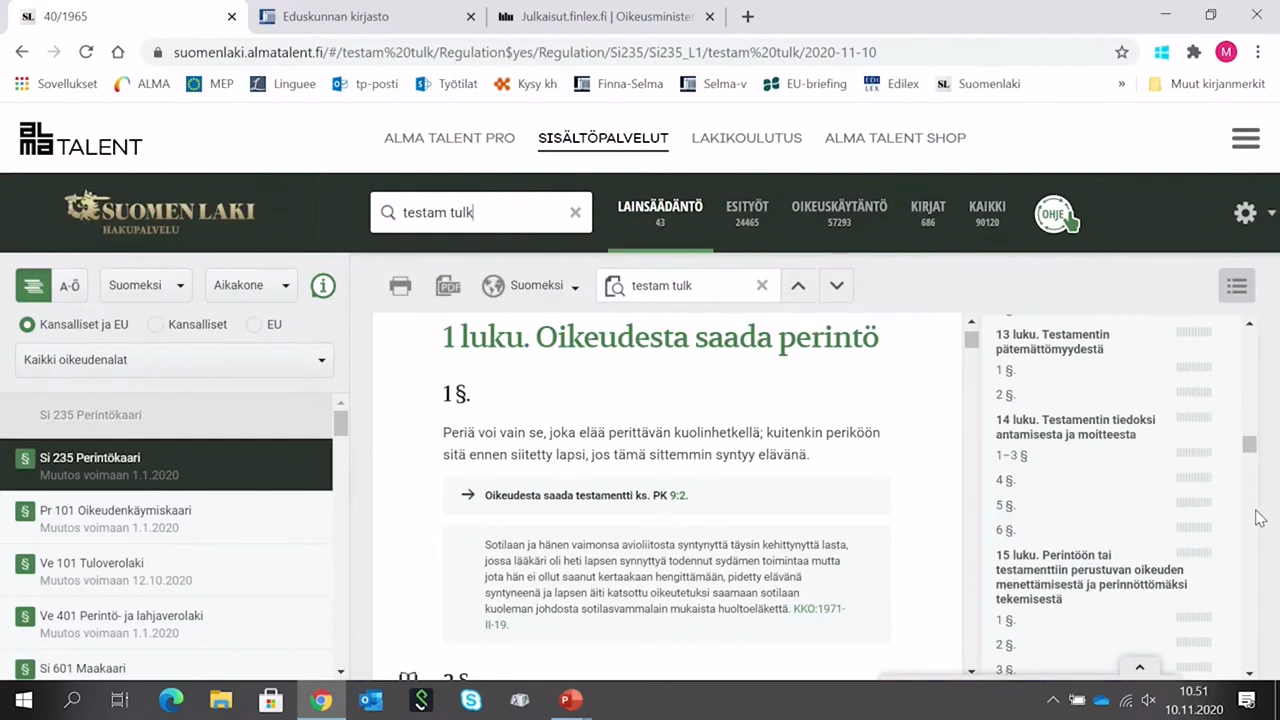 SL 40/1965
Eduskunnan kirjasto
Julkaisut.finlex.fi | Oikeusminister
suomenlaki.almatalent.fi/#/testam%20tulk/Regulation$yes/Regulation/Si235/Si235_L1/testam%20tulk/2020-11-10
M
Sovellukset ALMA MEP Linguee tp-posti Työtilat Kysy kh Finna-Selma Selma-v EU-briefing Edilex SL Suomenlaki » Muut kirjanmerkit
ALMA TALENT
ALMA TALENT PRO SISÄLTÖPALVELUT LAKIKOULUTUS ALMA TALENT SHOP
SUOMEN LAKI
HAKUPALVELU
testam tulk
LAINSÄÄDÄNTÖ ESITYÖT OIKEUSKÄYTÄNTÖ KIRJAT KAIKKI OHJE
43 24465 57293 686 90120
A-Ö Suomeksi Aikakone
Kansalliset ja EU Kansalliset EU
Kaikki oikeudenalat
Si 235 Perintökaari
§ Si 235 Perintökaari
Muutos voimaan 1.1.2020
§ Pr 101 Oikeudenkäymiskaari
Muutos voimaan 1.1.2020
§ Ve 101 Tuloverolaki
Muutos voimaan 12.10.2020
§ Ve 401 Perintö- ja lahjaverolaki
Muutos voimaan 1.1.2020
§ Si 601 Maakaari
PDF Suomeksi testam tulk
1 luku. Oikeudesta saada perintö
1 §.
Periä voi vain se, joka elää perittävän kuolinhetkellä; kuitenkin periköön
sitä ennen siitetty lapsi, jos tämä sittemmin syntyy elävänä.
→ Oikeudesta saada testamentti ks. PK 9:2.
Sotilaan ja hänen vaimonsa avioliitosta syntynyttä täysin kehittynyttä lasta,
jossa lääkäri oli heti lapsen synnyttyä todennut sydämen toimintaa mutta
jota hän ei ollut saanut kertaakaan hengittämään, pidetty elävänä
syntyneenä ja lapsen äiti katsottu oikeutetuksi saamaan sotilaan
kuoleman johdosta sotilasvammalain mukaista huoltoeläkettä. KKO:1971-
II-19.
2 §.
13 luku. Testamentin
pätemättömyydestä
1 §.
2 §.
14 luku. Testamentin tiedoksi
antamisesta ja moitteesta
1–3 §
4 §.
5 §.
6 §.
15 luku. Perintöön tai
testamenttiin perustuvan oikeuden
menettämisestä ja perinnöttömäksi
tekemisestä
1 §.
2 §.
3 §.
10.51
10.11.2020